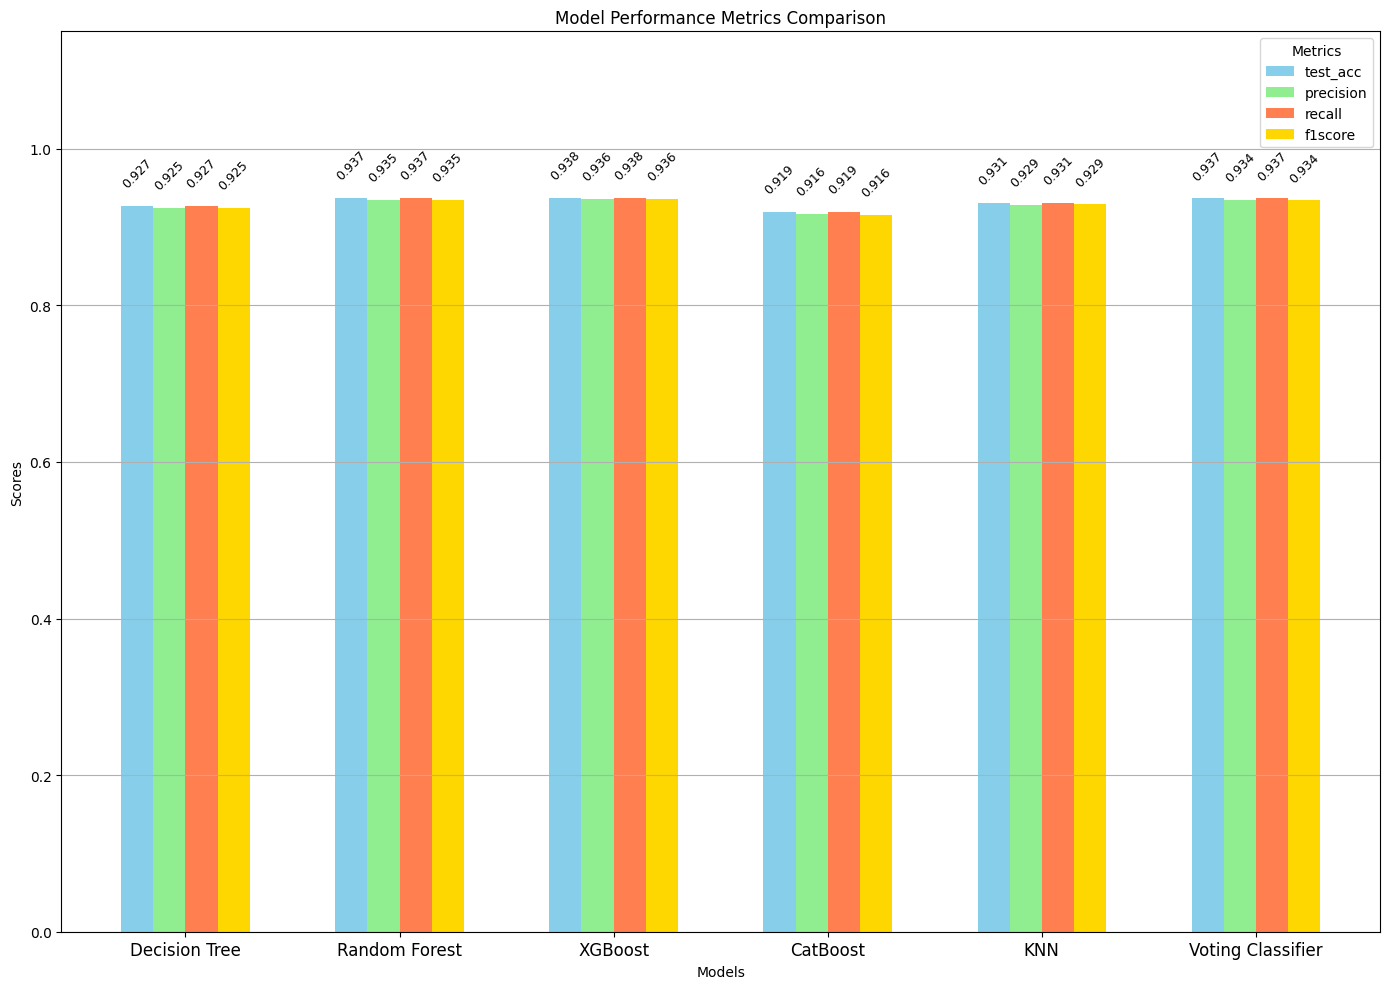 Model Performance Metrics Comparison
Metrics
test_acc
precision
recall
f1score
Scores
1.0
0.8
0.6
0.4
0.2
0.0
0.927 0.925 0.927 0.925
0.937 0.935 0.937 0.935
0.938 0.936 0.938 0.936
0.919 0.916 0.919 0.916
0.931 0.929 0.931 0.929
0.937 0.934 0.937 0.934
Decision Tree Random Forest XGBoost CatBoost KNN Voting Classifier
Models